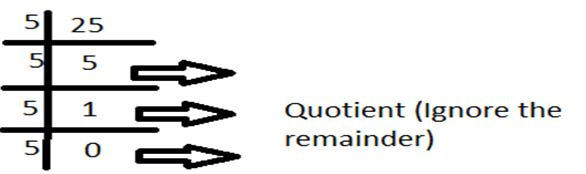 5 25
5 5
5 1
5 0
Quotient (Ignore the
remainder)